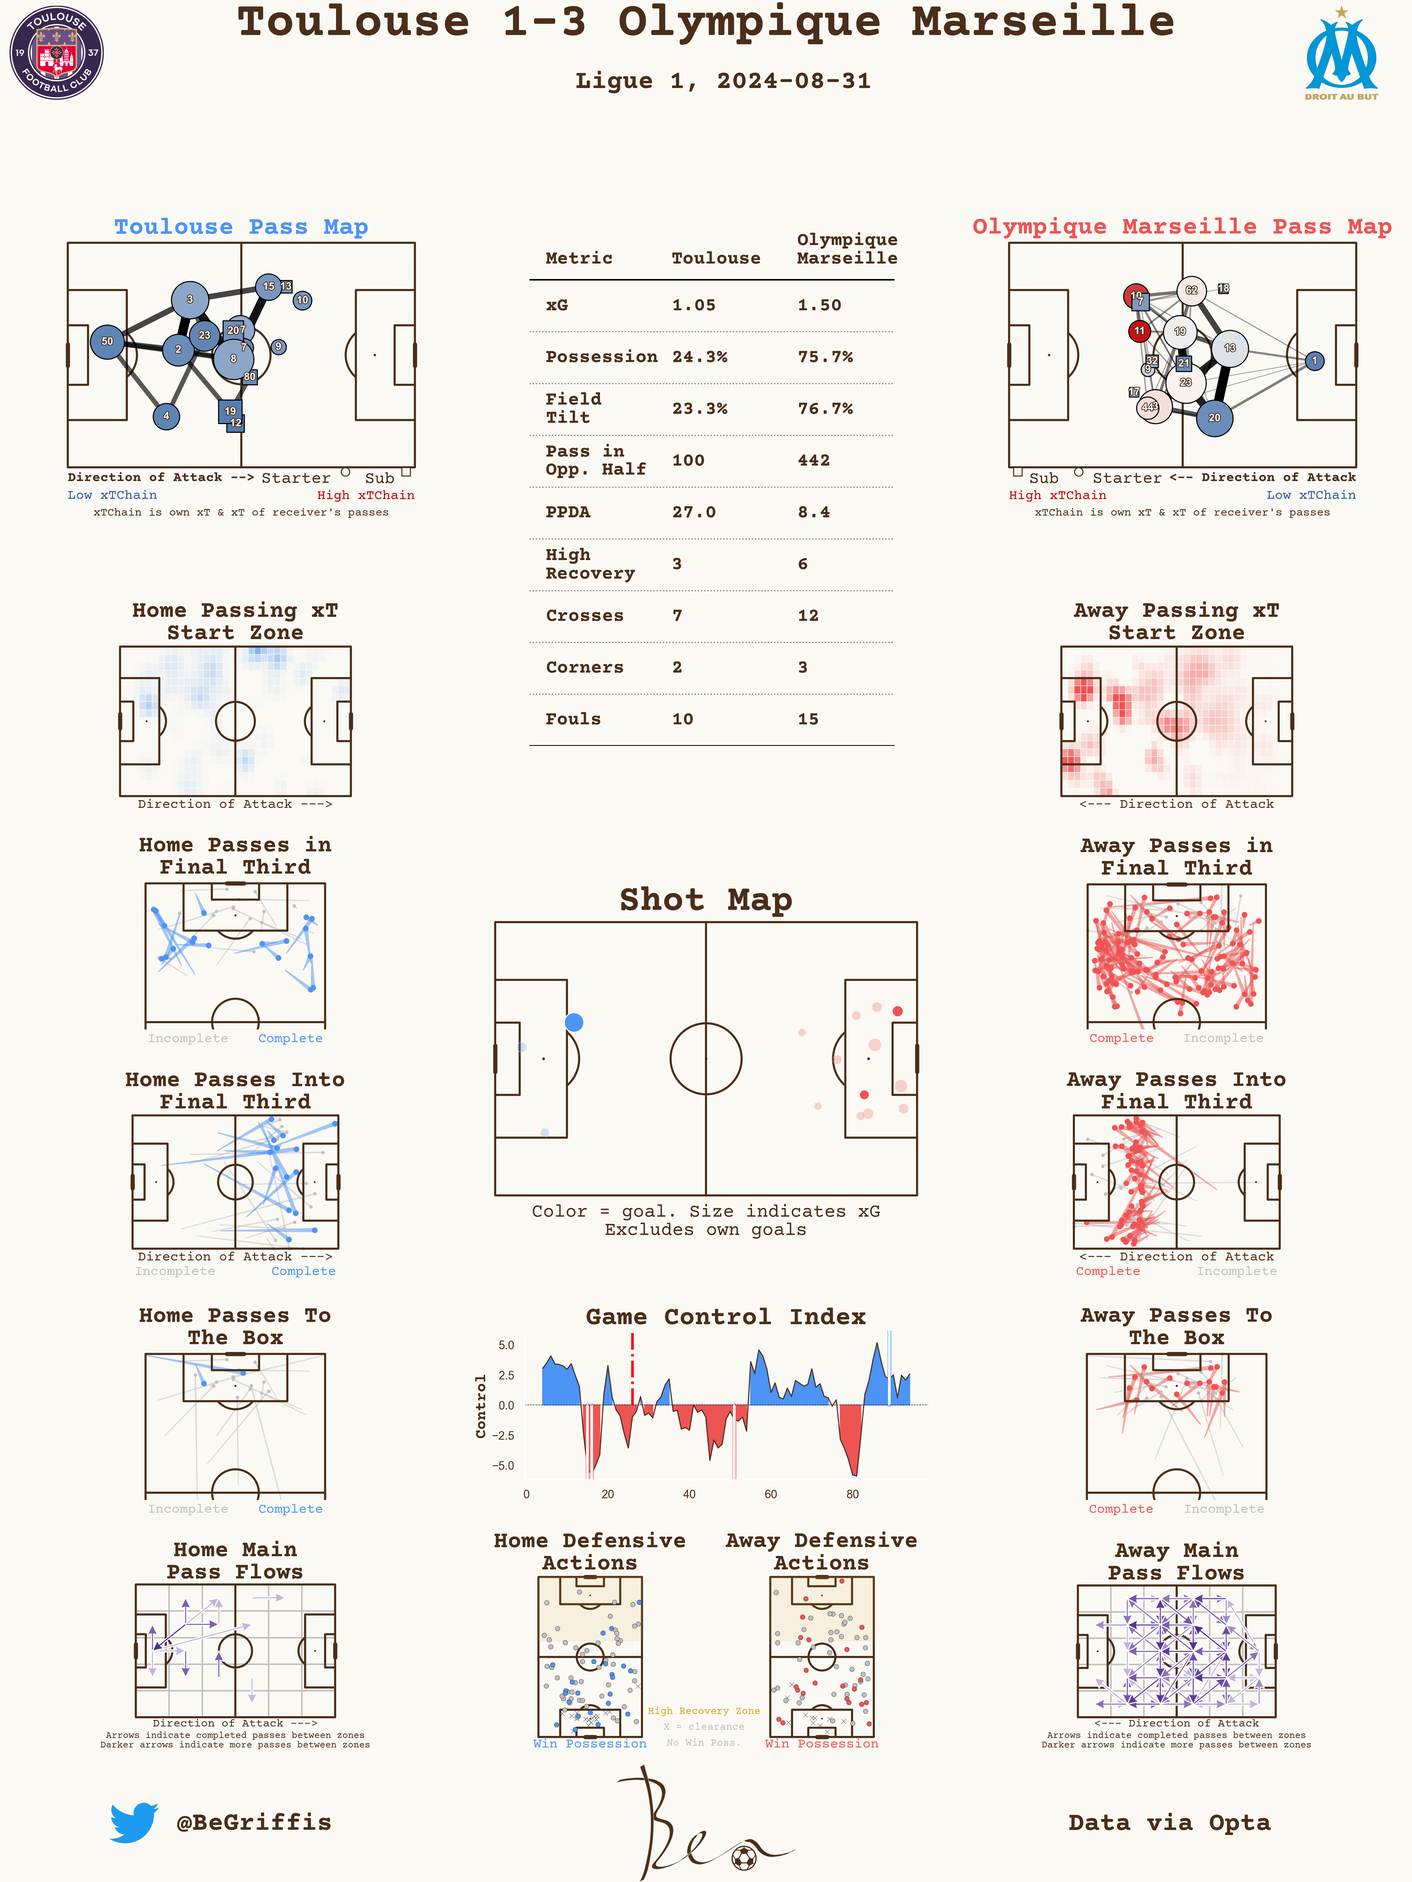 Toulouse 1-3 Olympique Marseille
Ligue 1, 2024-08-31
TOULOUSE
19 37
FOOTBALL CLUB
DROIT AU BUT
Toulouse Pass Map
3
15
13
10
50
23
20
7
2
7
8
9
80
4
19
12
Direction of Attack --> Starter Sub
Low xTChain High xTChain
xTChain is own xT & xT of receiver's passes
Metric Toulouse Olympique
Marseille
xG 1.05 1.50
Possession 24.3% 75.7%
Field
Tilt 23.3% 76.7%
Pass in
Opp. Half 100 442
PPDA 27.0 8.4
High
Recovery 3 6
Crosses 7 12
Corners 2 3
Fouls 10 15
Olympique Marseille Pass Map
10
7
62
18
11
19
13
32
9
21
1
23
17
44
20
Sub Starter <-- Direction of Attack
High xTChain Low xTChain
xTChain is own xT & xT of receiver's passes
Home Passing xT
Start Zone
Direction of Attack --->
Away Passing xT
Start Zone
<--- Direction of Attack
Home Passes in
Final Third
Incomplete Complete
Away Passes in
Final Third
Complete Incomplete
Shot Map
Color = goal. Size indicates xG
Excludes own goals
Home Passes Into
Final Third
Direction of Attack --->
Incomplete Complete
Away Passes Into
Final Third
<--- Direction of Attack
Complete Incomplete
Home Passes To
The Box
Incomplete Complete
Game Control Index
Control
5.0
2.5
0.0
−2.5
−5.0
0 20 40 60 80
Away Passes To
The Box
Complete Incomplete
Home Main
Pass Flows
Direction of Attack --->
Arrows indicate completed passes between zones
Darker arrows indicate more passes between zones
Home Defensive
Actions
Win Possession
Away Defensive
Actions
Win Possession
High Recovery Zone
X = clearance
No Win Poss.
Away Main
Pass Flows
<--- Direction of Attack
Arrows indicate completed passes between zones
Darker arrows indicate more passes between zones
@BeGriffis
Ben
Data via Opta